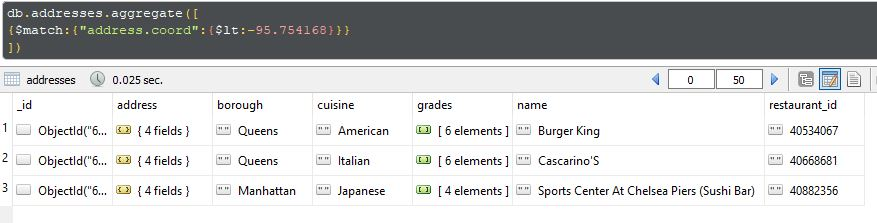 db.addresses.aggregate([
{$match:{"address.coord":{$lt:-95.754168}}}
])
addresses 0.025 sec. 0 50
_id address borough cuisine grades name restaurant_id
1 ObjectId("6... { 4 fields } "" Queens "" American [ 6 elements ] "" Burger King "" 40534067
2 ObjectId("6... { 4 fields } "" Queens "" Italian [ 6 elements ] "" Cascarino'S "" 40668681
3 ObjectId("6... { 4 fields } "" Manhattan "" Japanese [ 4 elements ] "" Sports Center At Chelsea Piers (Sushi Bar) "" 40882356